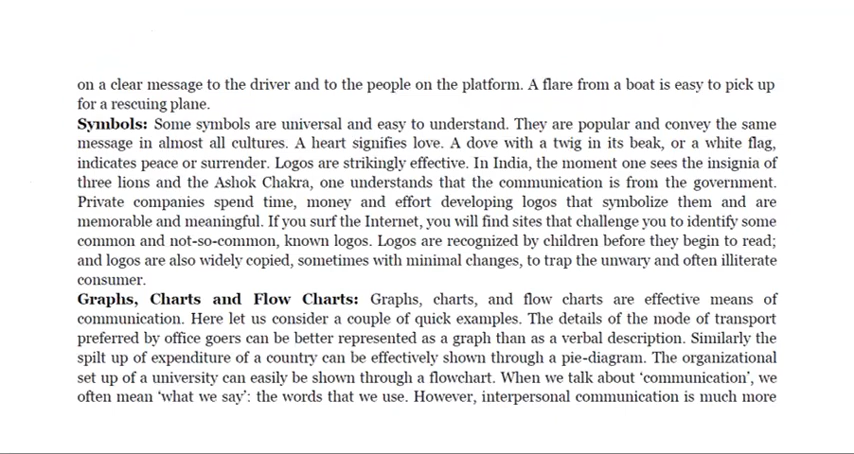 on a clear message to the driver and to the people on the platform. A flare from a boat is easy to pick up
for a rescuing plane.
Symbols: Some symbols are universal and easy to understand. They are popular and convey the same
message in almost all cultures. A heart signifies love. A dove with a twig in its beak, or a white flag,
indicates peace or surrender. Logos are strikingly effective. In India, the moment one sees the insignia of
three lions and the Ashok Chakra, one understands that the communication is from the government.
Private companies spend time, money and effort developing logos that symbolize them and are
memorable and meaningful. If you surf the Internet, you will find sites that challenge you to identify some
common and not-so-common, known logos. Logos are recognized by children before they begin to read;
and logos are also widely copied, sometimes with minimal changes, to trap the unwary and often illiterate
consumer.
Graphs, Charts and Flow Charts: Graphs, charts, and flow charts are effective means of
communication. Here let us consider a couple of quick examples. The details of the mode of transport
preferred by office goers can be better represented as a graph than as a verbal description. Similarly the
spilt up of expenditure of a country can be effectively shown through a pie-diagram. The organizational
set up of a university can easily be shown through a flowchart. When we talk about 'communication', we
often mean 'what we say': the words that we use. However, interpersonal communication is much more